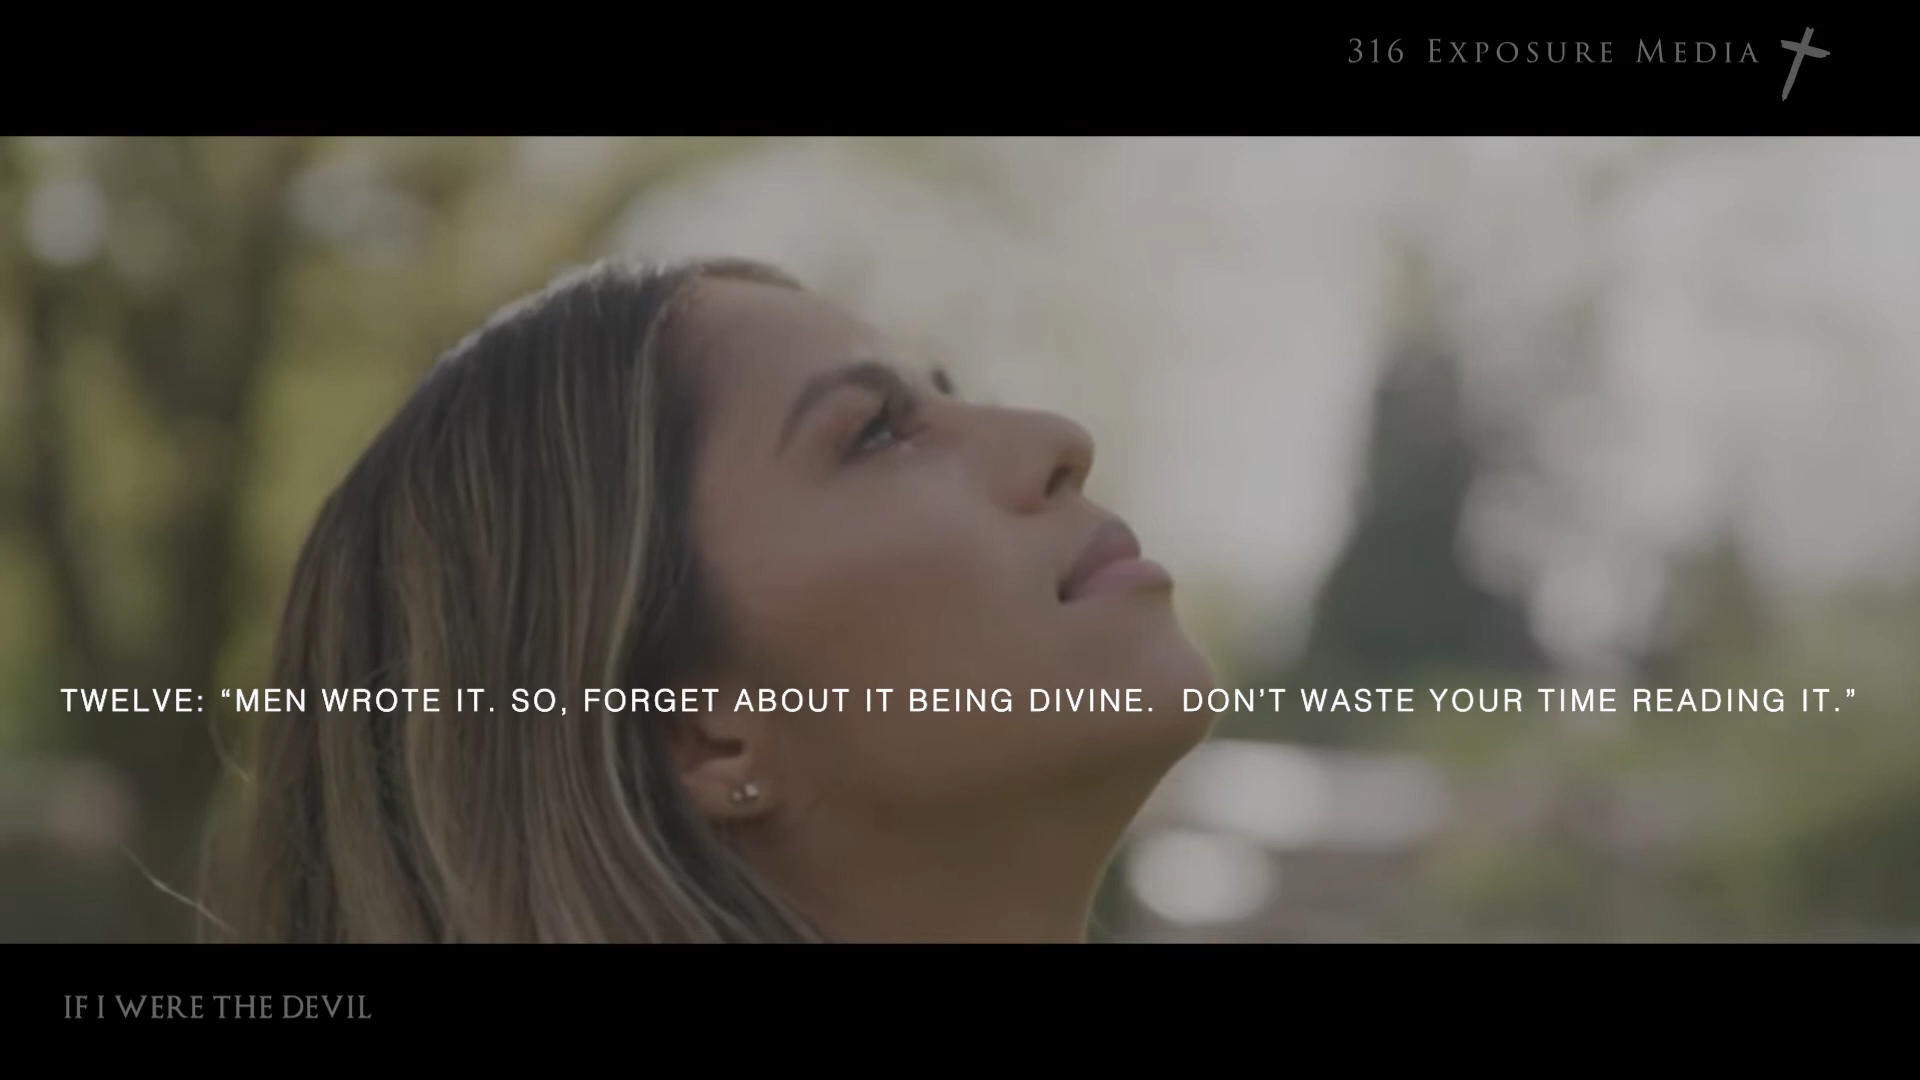 316 EXPOSURE MEDIA
TWELVE: “MEN WROTE IT. SO, FORGET ABOUT IT BEING DIVINE. DON’T WASTE YOUR TIME READING IT.”
IF I WERE THE DEVIL